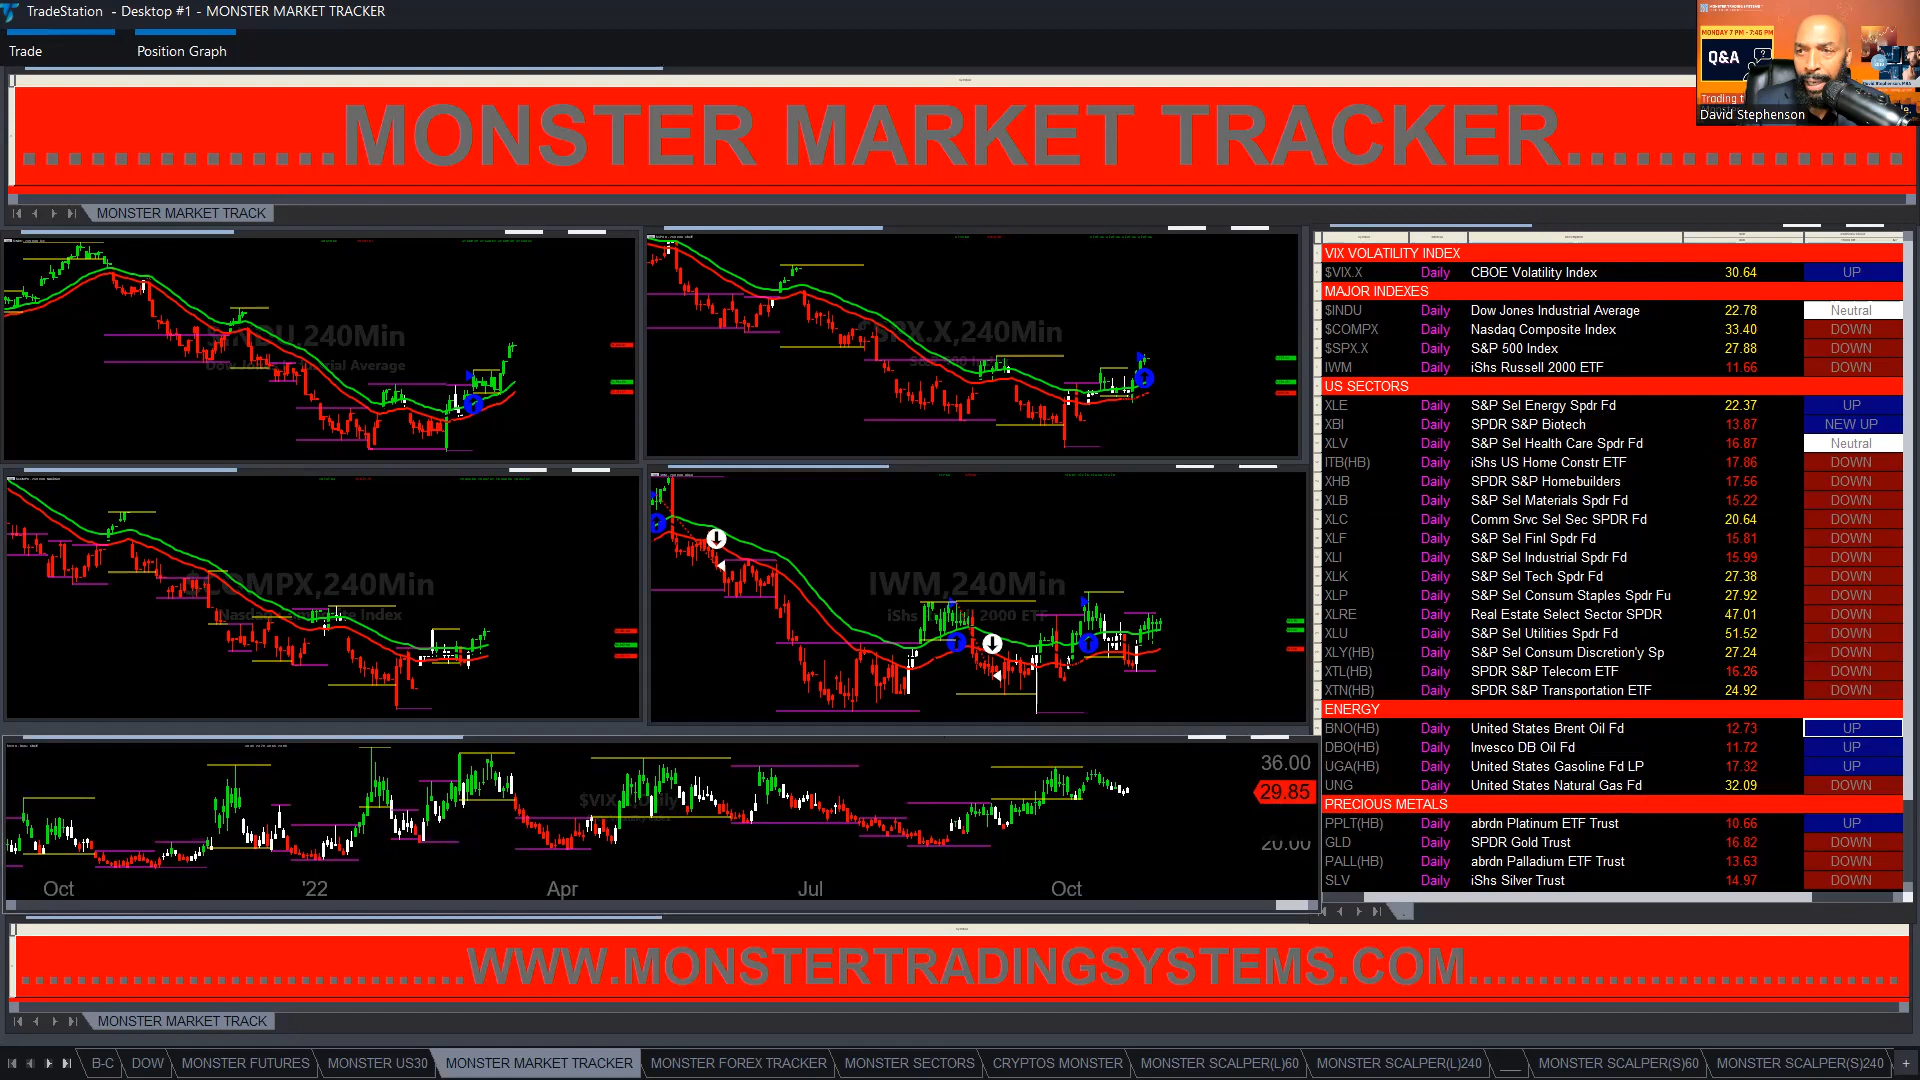 TradeStation - Desktop #1 - MONSTER MARKET TRACKER
Trade
Position Graph
MONDAY 7 PM - 7:45 PM
Q&A
Trading t
David Stephenson
............MONSTER MARKET TRACKER............
MONSTER MARKET TRACK
$INDU,240Min
$SPX.X,240Min
$COMPX,240Min
IWM,240Min
36.00
29.85
20.00
Oct
'22
Apr
Jul
Oct
VIX VOLATILITY INDEX
$VIX.X Daily CBOE Volatility Index 30.64 UP
MAJOR INDEXES
$INDU Daily Dow Jones Industrial Average 22.78 Neutral
$COMPX Daily Nasdaq Composite Index 33.40 DOWN
$SPX.X Daily S&P 500 Index 27.88 DOWN
IWM Daily iShs Russell 2000 ETF 11.66 DOWN
US SECTORS
XLE Daily S&P Sel Energy Spdr Fd 22.37 UP
XBI Daily SPDR S&P Biotech 13.87 NEW UP
XLV Daily S&P Sel Health Care Spdr Fd 16.87 Neutral
ITB(HB) Daily iShs US Home Constr ETF 17.86 DOWN
XHB Daily SPDR S&P Homebuilders 17.56 DOWN
XLB Daily S&P Sel Materials Spdr Fd 15.22 DOWN
XLC Daily Comm Srvc Sel Sec SPDR Fd 20.64 DOWN
XLF Daily S&P Sel Finl Spdr Fd 15.81 DOWN
XLI Daily S&P Sel Industrial Spdr Fd 15.99 DOWN
XLK Daily S&P Sel Tech Spdr Fd 27.38 DOWN
XLP Daily S&P Sel Consum Staples Spdr Fu 27.92 DOWN
XLRE Daily Real Estate Select Sector SPDR 47.01 DOWN
XLU Daily S&P Sel Utilities Spdr Fd 51.52 DOWN
XLY(HB) Daily S&P Sel Consum Discretion'y Sp 27.24 DOWN
XTL(HB) Daily SPDR S&P Telecom ETF 16.26 DOWN
XTN(HB) Daily SPDR S&P Transportation ETF 24.92 DOWN
ENERGY
BNO(HB) Daily United States Brent Oil Fd 12.73 UP
DBO(HB) Daily Invesco DB Oil Fd 11.72 UP
UGA(HB) Daily United States Gasoline Fd LP 17.32 UP
UNG Daily United States Natural Gas Fd 32.09 DOWN
PRECIOUS METALS
PPLT(HB) Daily abrdn Platinum ETF Trust 10.66 UP
GLD Daily SPDR Gold Trust 16.82 DOWN
PALL(HB) Daily abrdn Palladium ETF Trust 13.63 DOWN
SLV Daily iShs Silver Trust 14.97 DOWN
.................WWW.MONSTERTRADINGSYSTEMS.COM.................
MONSTER MARKET TRACK
B-C DOW MONSTER FUTURES MONSTER US30 MONSTER MARKET TRACKER MONSTER FOREX TRACKER MONSTER SECTORS CRYPTOS MONSTER MONSTER SCALPER(L)60 MONSTER SCALPER(L)240 ___ MONSTER SCALPER(S)60 MONSTER SCALPER(S)240 +